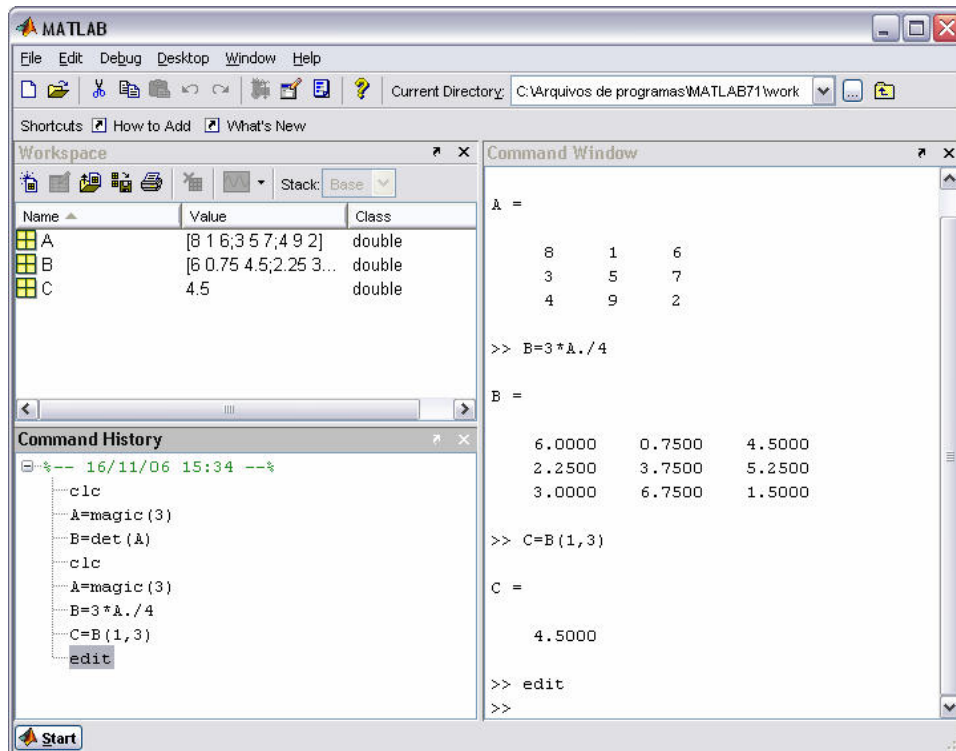 MATLAB
File Edit Debug Desktop Window Help
Current Directory: C:\Arquivos de programas\MATLAB71\work ...
Shortcuts How to Add What's New
Workspace
Stack: Base
Name Value Class
A [8 1 6;3 5 7;4 9 2] double
B [6 0.75 4.5;2.25 3... double
C 4.5 double
Command History
%-- 16/11/06 15:34 --%
clc
A=magic(3)
B=det(A)
clc
A=magic(3)
B=3*A./4
C=B(1,3)
edit
Command Window
A =
8 1 6
3 5 7
4 9 2
>> B=3*A./4
B =
6.0000 0.7500 4.5000
2.2500 3.7500 5.2500
3.0000 6.7500 1.5000
>> C=B(1,3)
C =
4.5000
>> edit
>>
Start